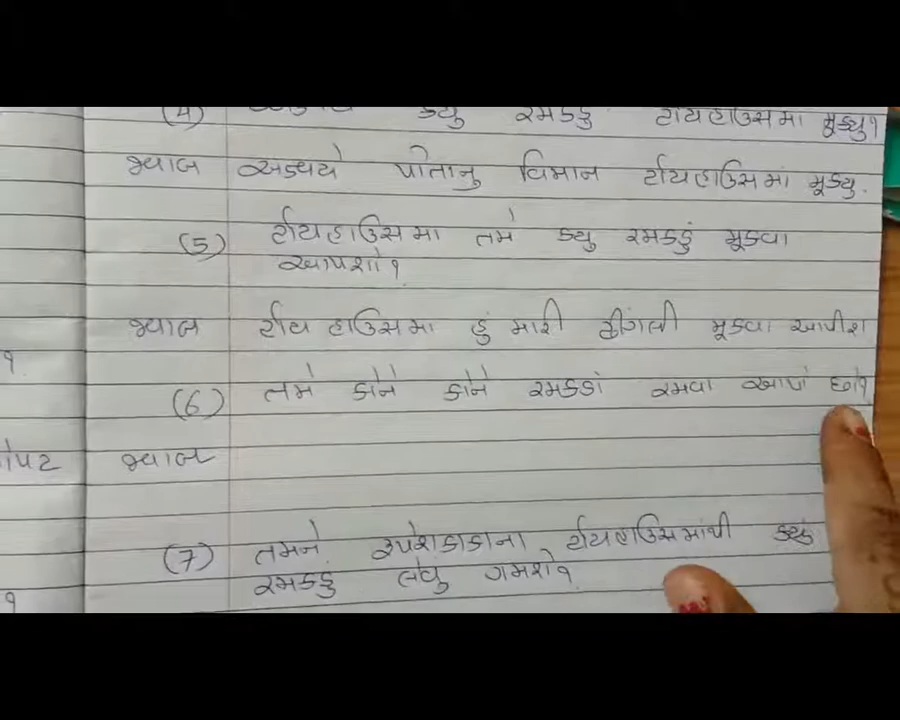 (4) ક્યુ રમકડુ ટોયહાઉસમા મૂક્યુ?
જવાબ અક્ષયે પોતાનુ વિમાન ટોયહાઉસમાં મૂક્યુ.
(5) ટોયહાઉસમા તમે ક્યુ રમકડું મૂકવા
આપશો?
જવાબ ટોય હાઉસમા હું મારી ઢીંગલી મૂકવા આપીશ
(6) તમે કોને કોને રમકડાં રમવા આપો છો?
જવાબ
(7) તમને રૂપેશકાકાના ટોયહાઉસમાંથી ક્યું
રમકડુ લેવુ ગમશે?